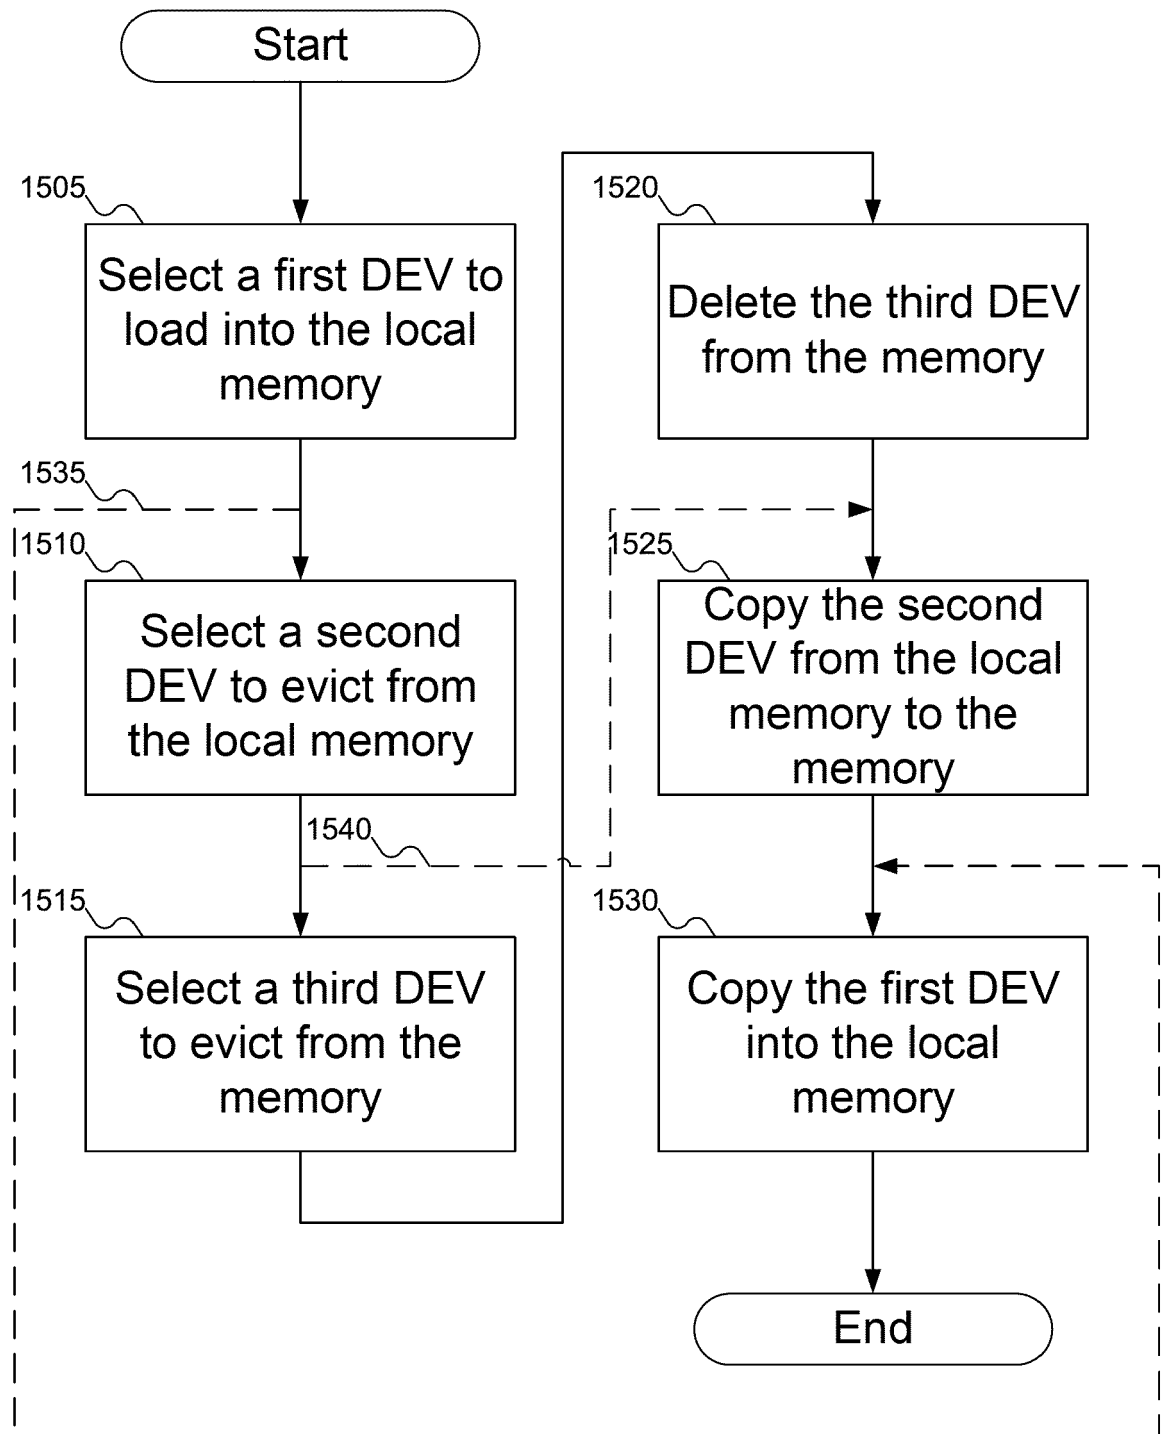 Start
1505
Select a first DEV to
load into the local
memory
1535
1510
Select a second
DEV to evict from
the local memory
1540
1515
Select a third DEV
to evict from the
memory
1520
Delete the third DEV
from the memory
1525
Copy the second
DEV from the local
memory to the
memory
1530
Copy the first DEV
into the local
memory
End